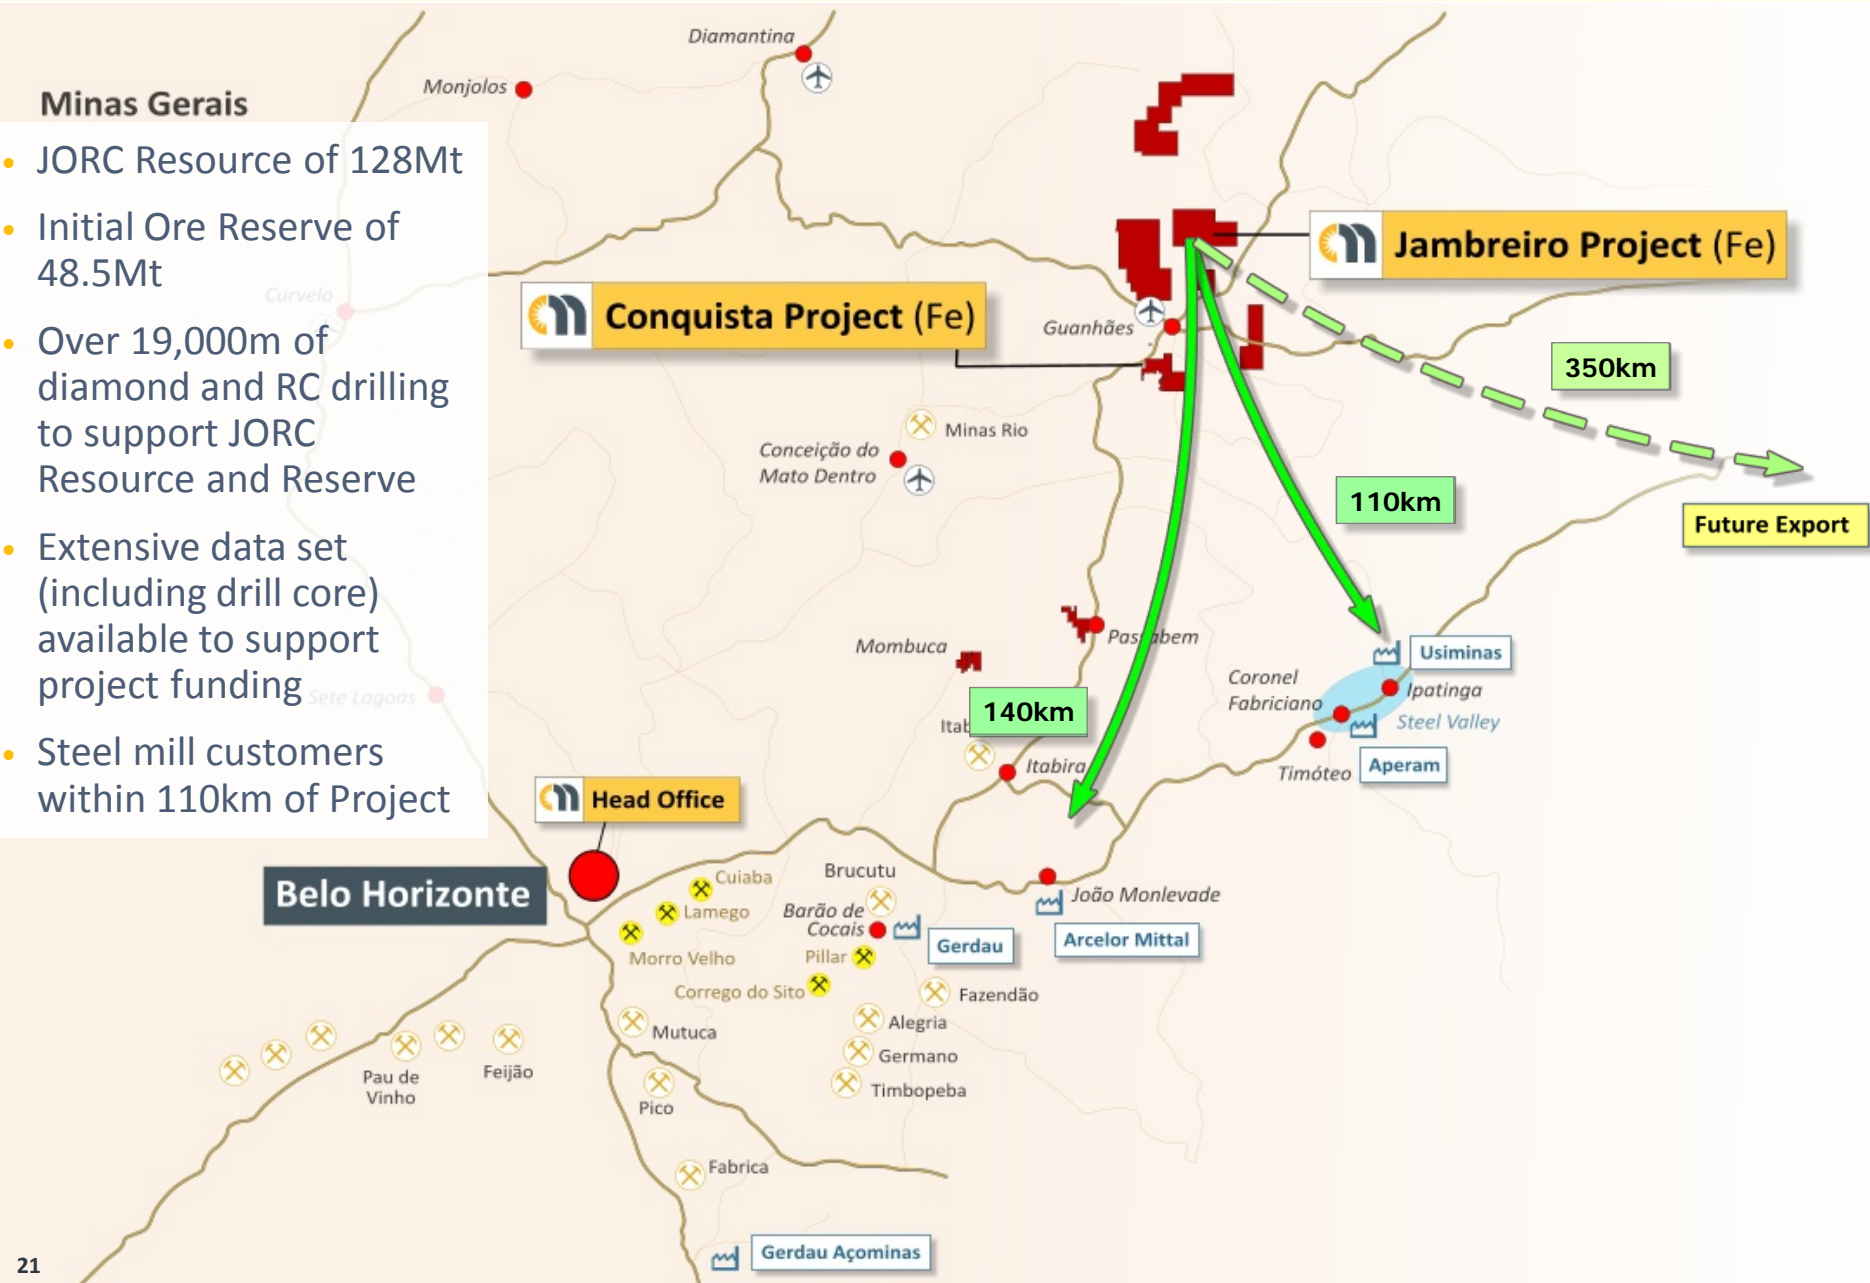 Minas Gerais
• JORC Resource of 128Mt
• Initial Ore Reserve of
48.5Mt
• Over 19,000m of
diamond and RC drilling
to support JORC
Resource and Reserve
• Extensive data set
(including drill core)
available to support
project funding
• Steel mill customers
within 110km of Project
Diamantina
Monjolos
Curvelo
Sete Lagoas
Jambreiro Project (Fe)
Conquista Project (Fe)
Guanhães
350km
Minas Rio
Conceição do
Mato Dentro
110km
Future Export
Passabem
Mombuca
Usiminas
Coronel
Fabriciano
Ipatinga
Steel Valley
140km
Itabira
Timóteo
Aperam
Head Office
Belo Horizonte
Cuiaba
Lamego
Morro Velho
Brucutu
Barão de
Cocais
Gerdau
João Monlevade
Arcelor Mittal
Pillar
Corrego do Sito
Fazendão
Mutuca
Alegria
Germano
Timbopeba
Pau de
Vinho
Feijão
Pico
Fabrica
Gerdau Açominas
21